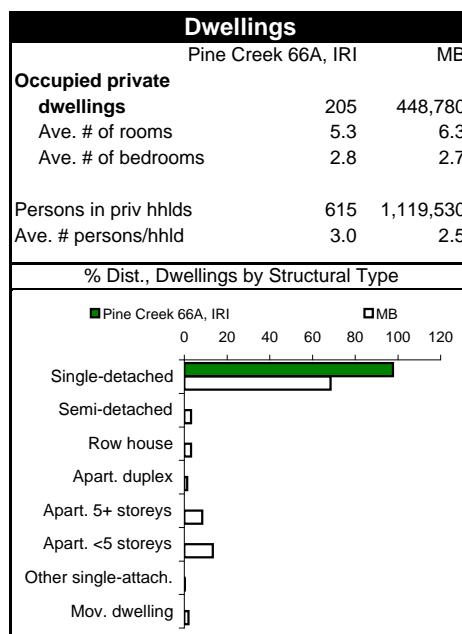 Dwellings
Pine Creek 66A, IRI MB
Occupied private
dwellings 205 448,780
Ave. # of rooms 5.3 6.3
Ave. # of bedrooms 2.8 2.7
Persons in priv hhlds 615 1,119,530
Ave. # persons/hhld 3.0 2.5
% Dist., Dwellings by Structural Type
Pine Creek 66A, IRI MB
0 20 40 60 80 100 120
Single-detached
Semi-detached
Row house
Apart. duplex
Apart. 5+ storeys
Apart. <5 storeys
Other single-attach.
Mov. dwelling